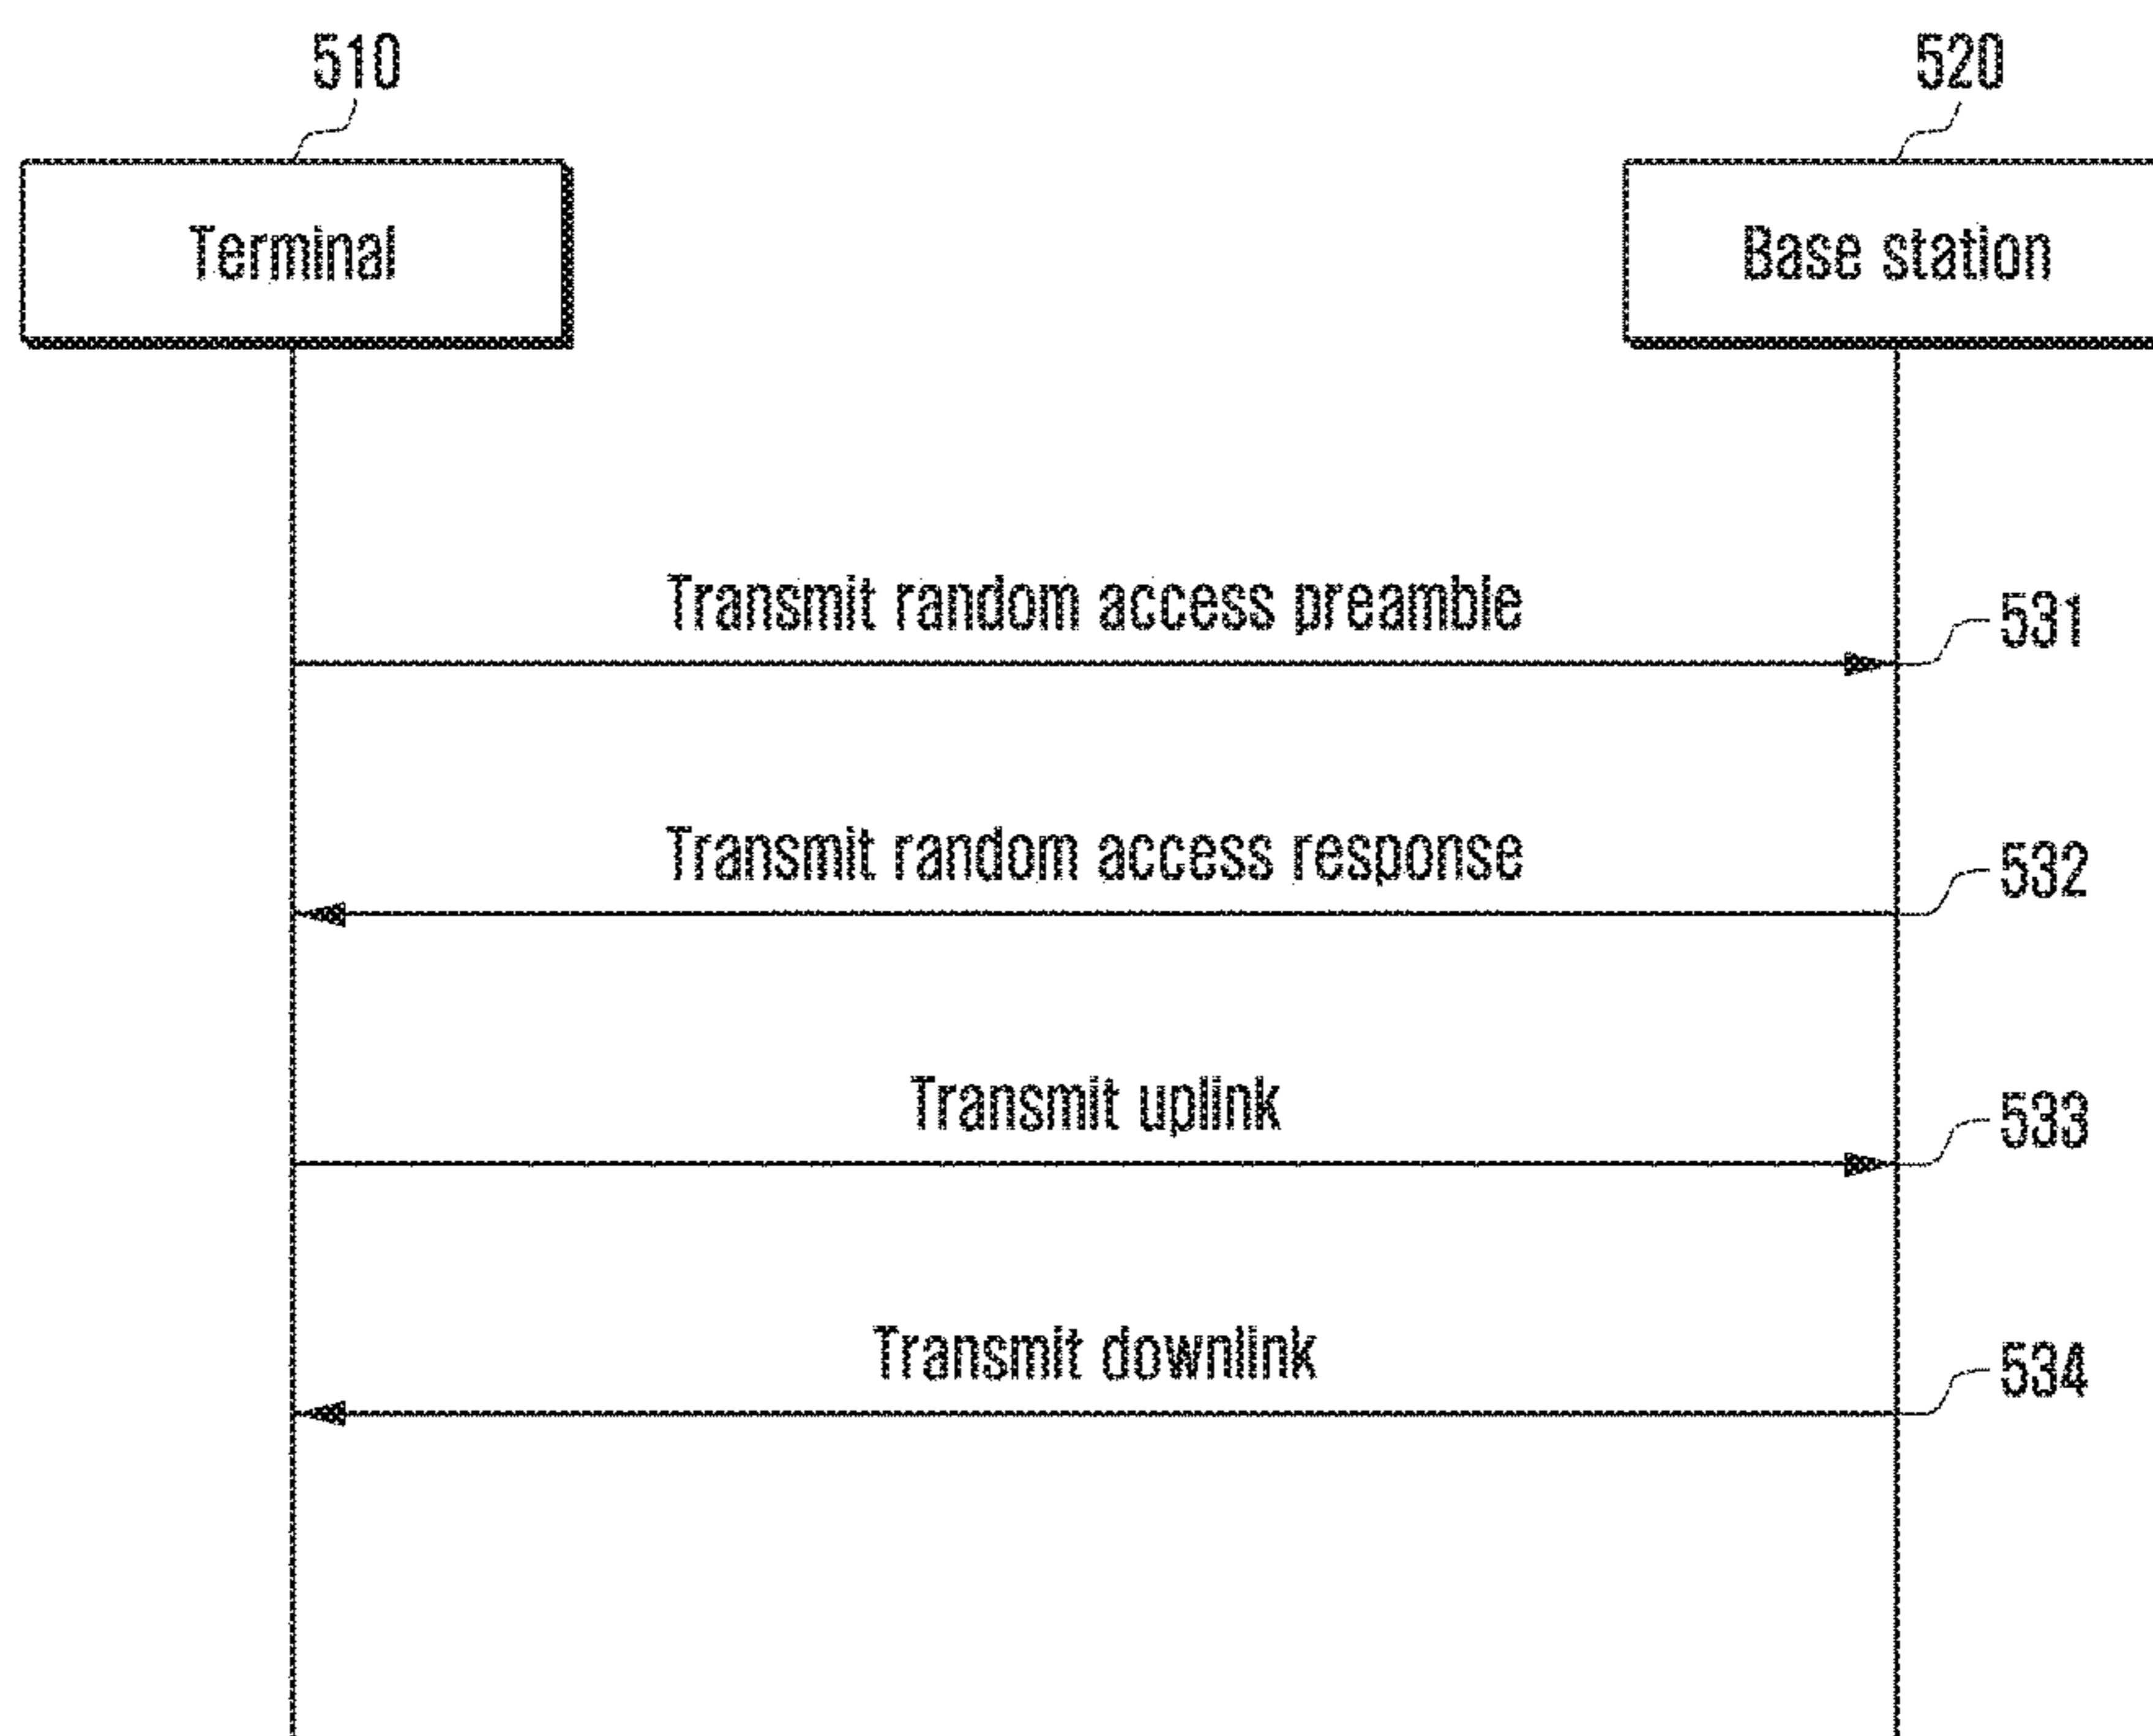 510
520
Terminal
Base station
Transmit random access preamble
531
Transmit random access response
532
Transmit uplink
533
Transmit downlink
534